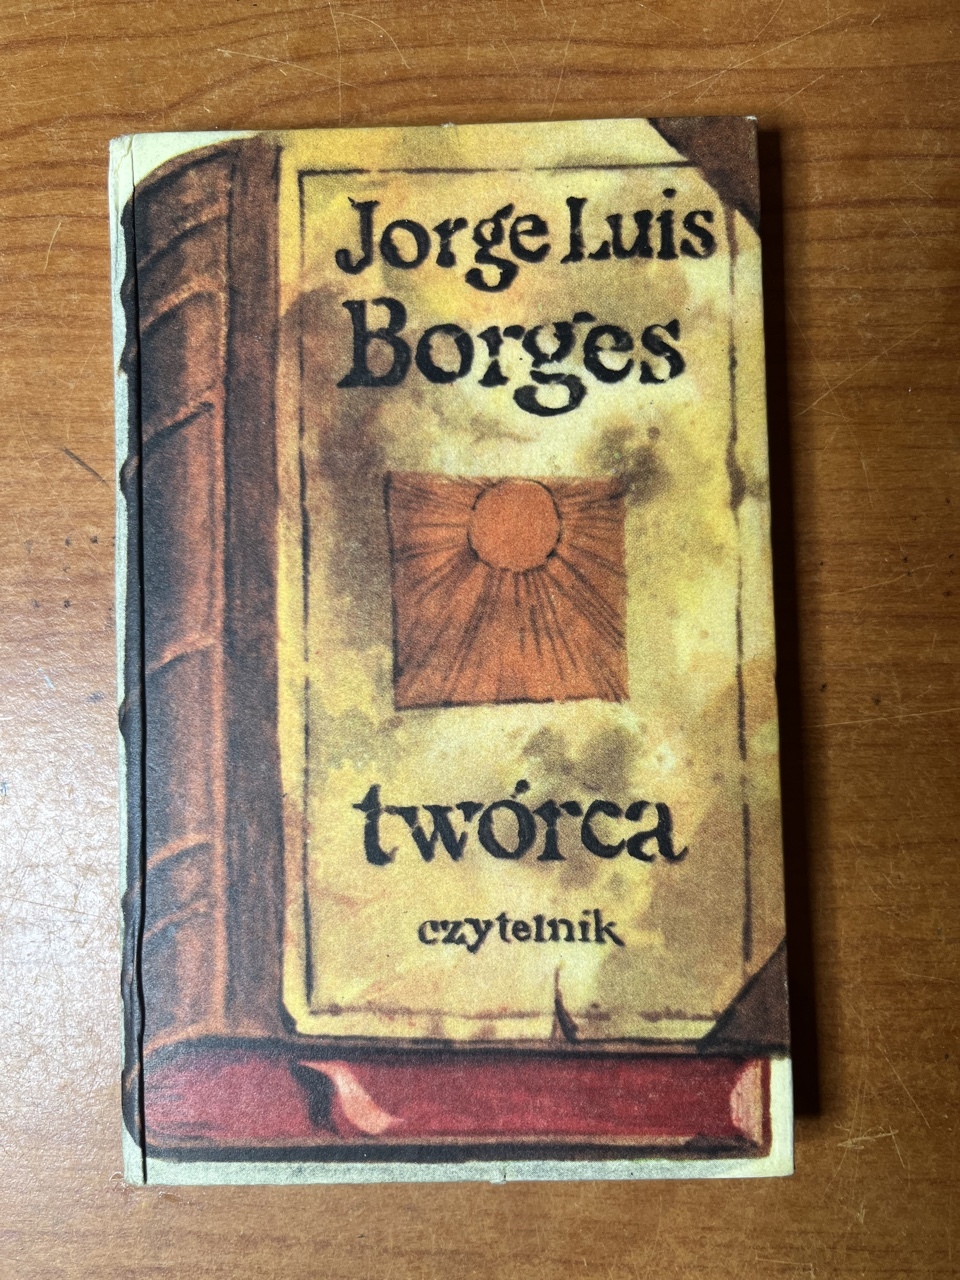 Jorge Luis
Borges
twórca
czytelnik